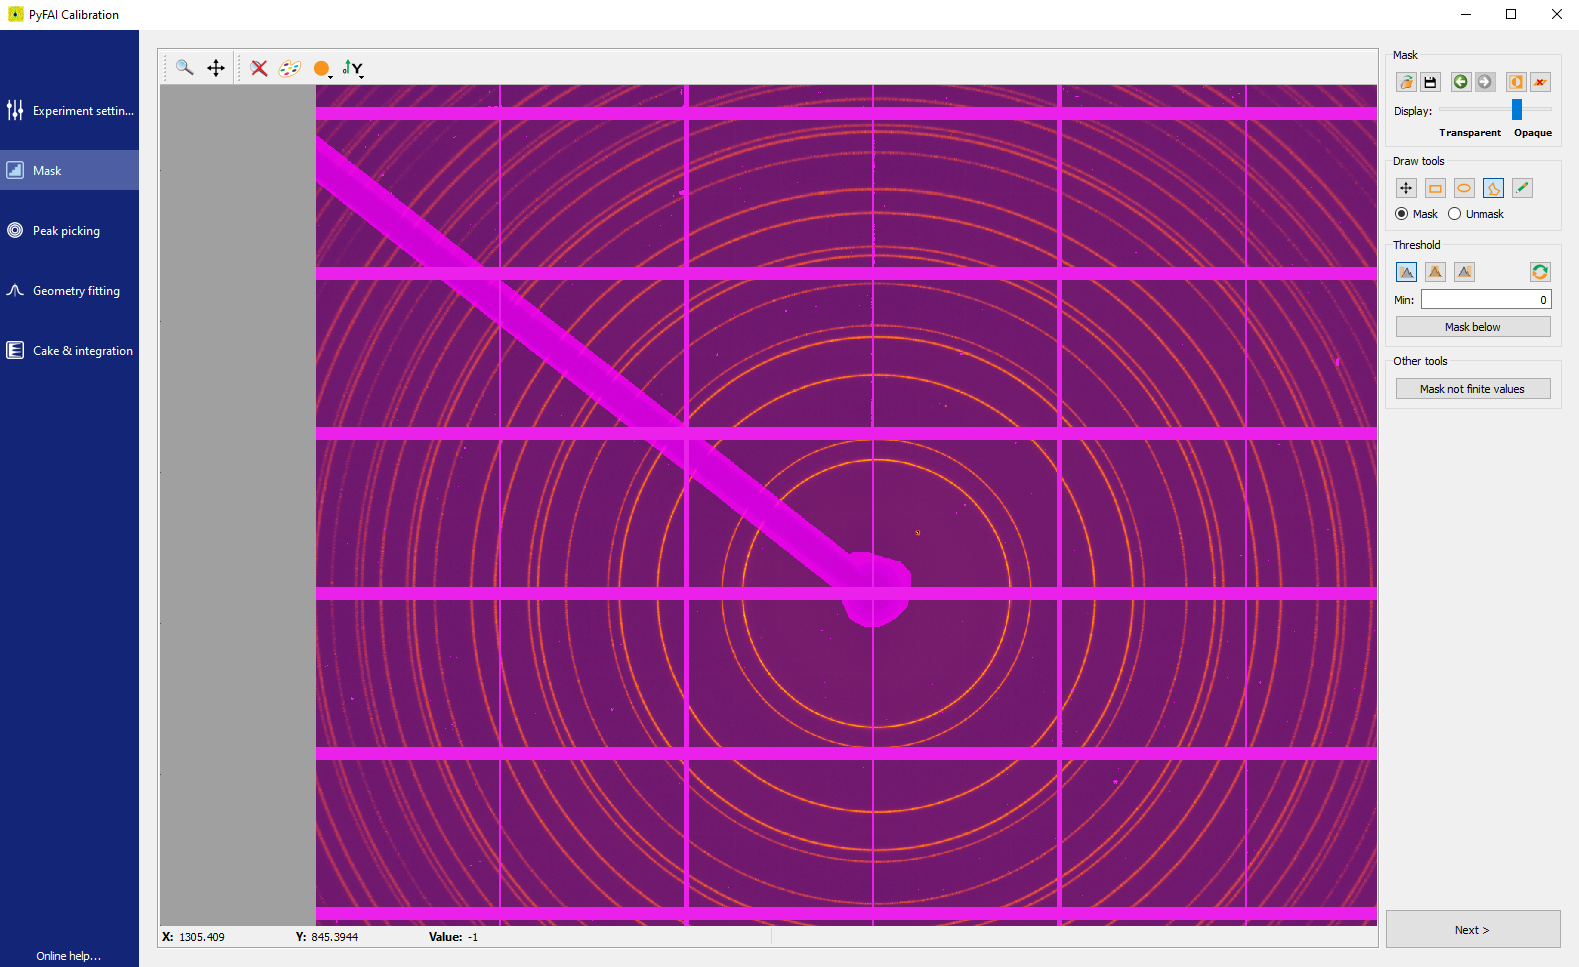 PyFAI Calibration
Experiment settin...
Mask
Peak picking
Geometry fitting
Cake & integration
Online help...
Y
X: 1305.409 Y: 845.3944 Value: -1
Mask
Display:
Transparent Opaque
Draw tools
Mask Unmask
Threshold
Min: 0
Mask below
Other tools
Mask not finite values
Next >